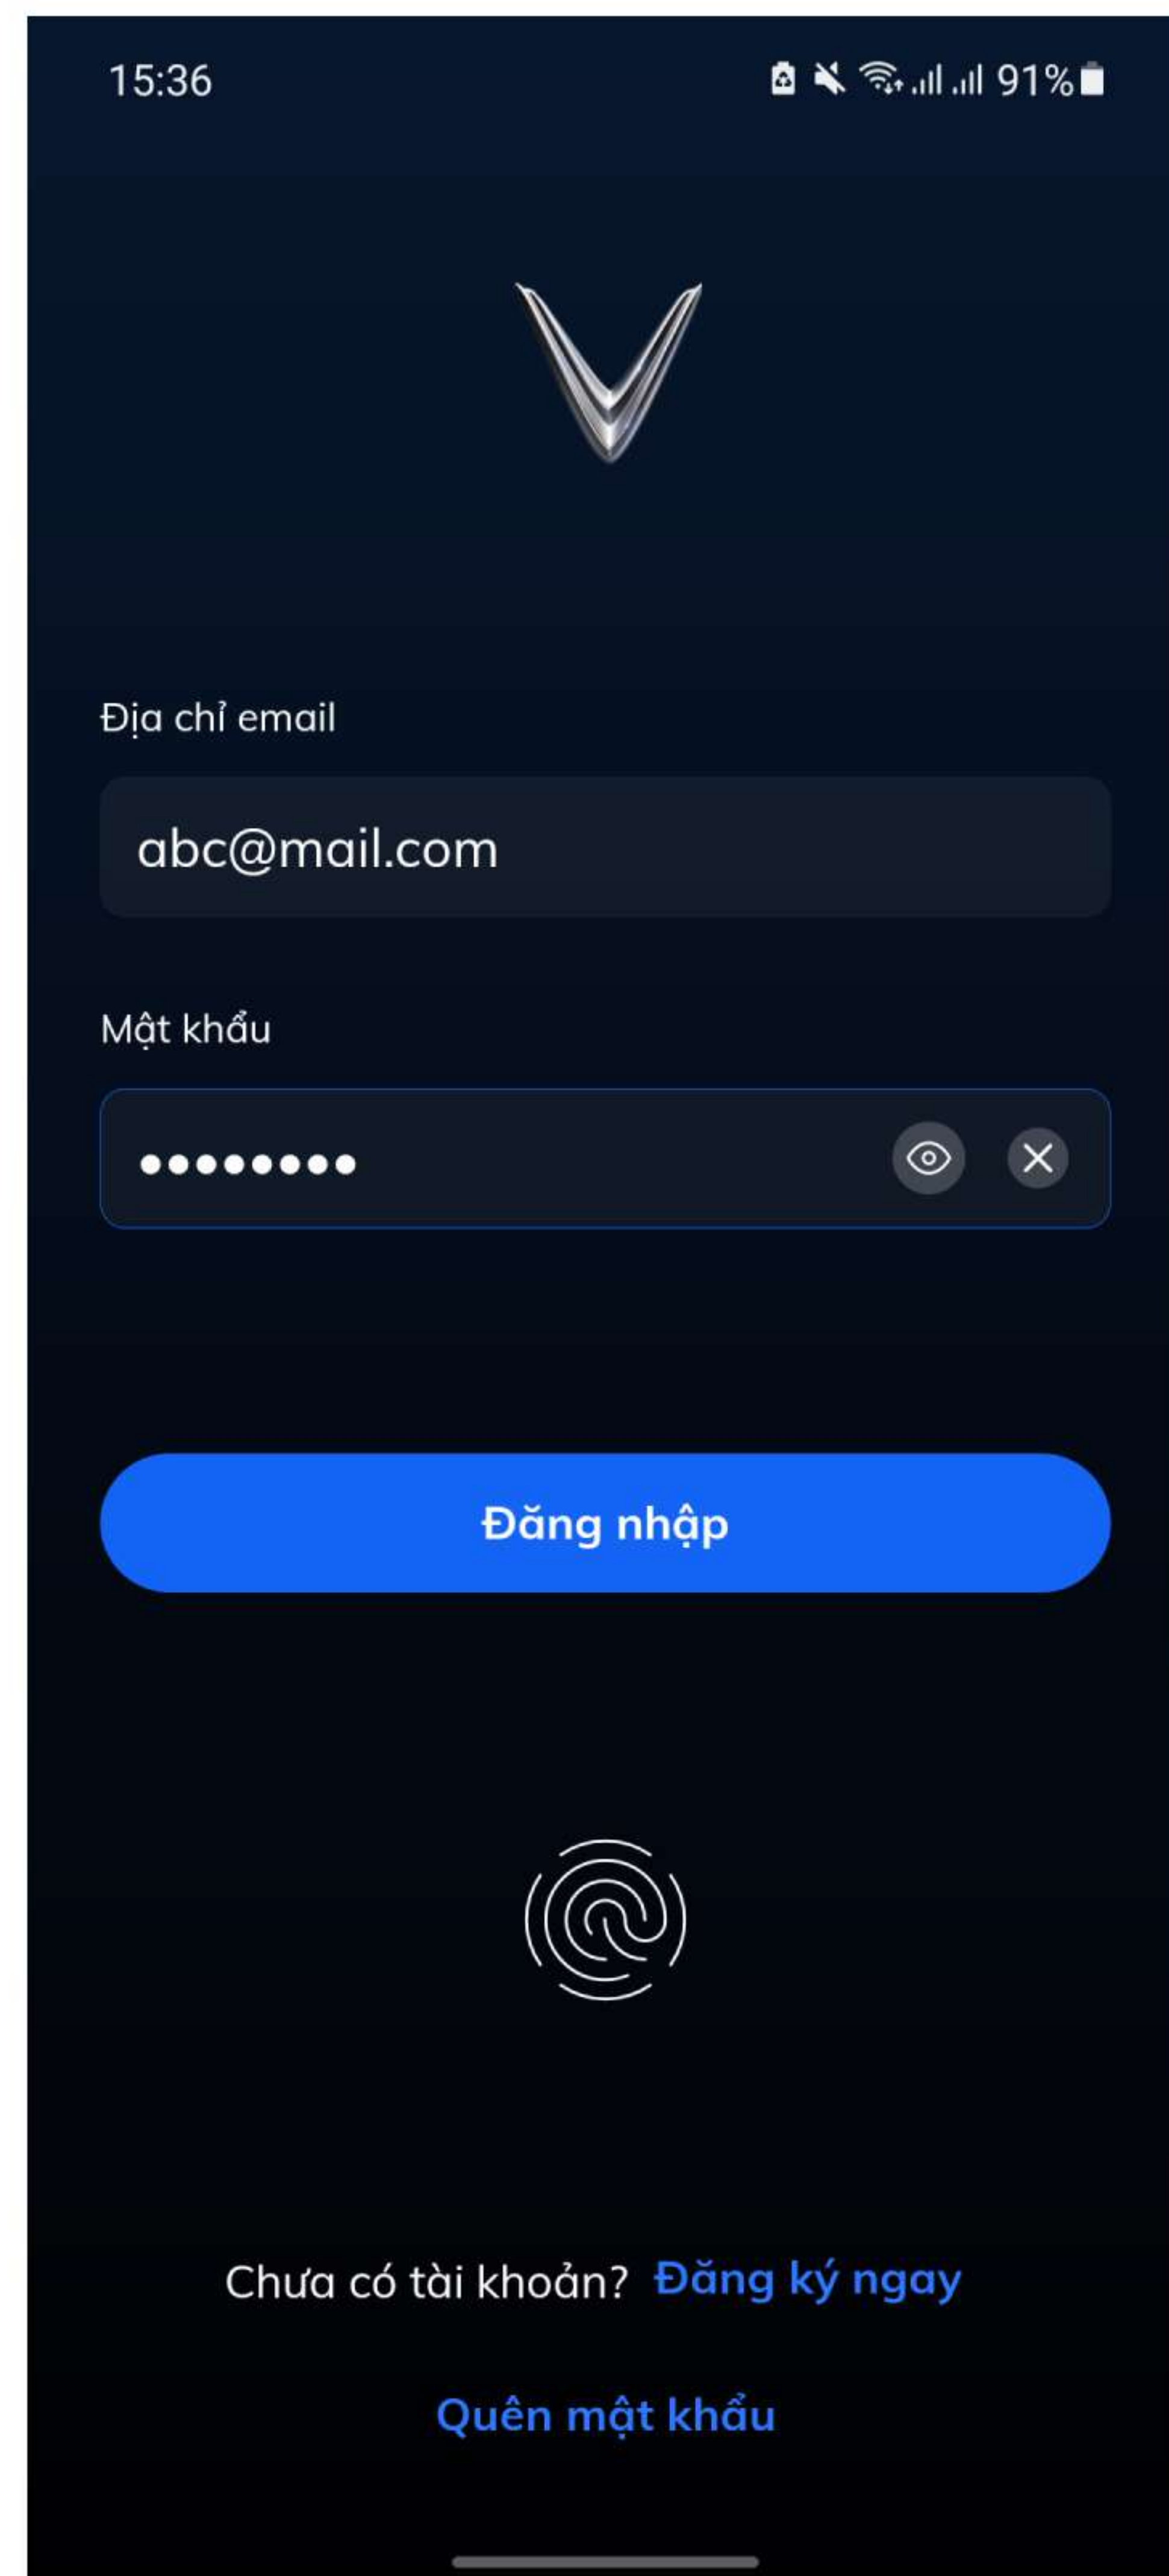 15:36 91%
Địa chỉ email
abc@mail.com
Mật khẩu
••••••••
Đăng nhập
Chưa có tài khoản? Đăng ký ngay
Quên mật khẩu